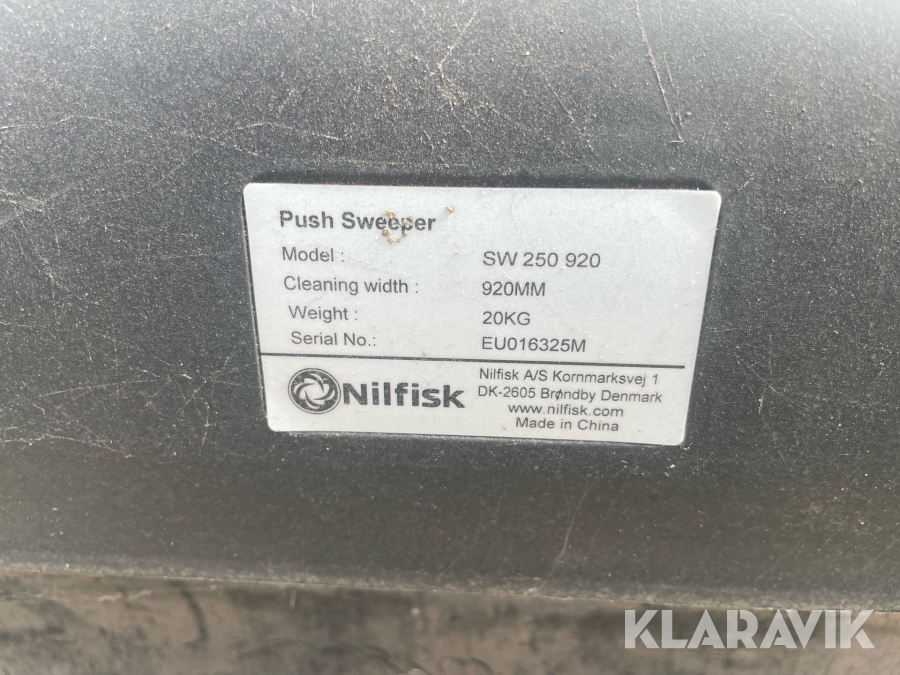 Push Sweeper
Model : SW 250 920
Cleaning width : 920MM
Weight : 20KG
Serial No.: EU016325M
Nilfisk
Nilfisk A/S Kornmarksvej 1
DK-2605 Brøndby Denmark
www.nilfisk.com
Made in China
KLARAVIK